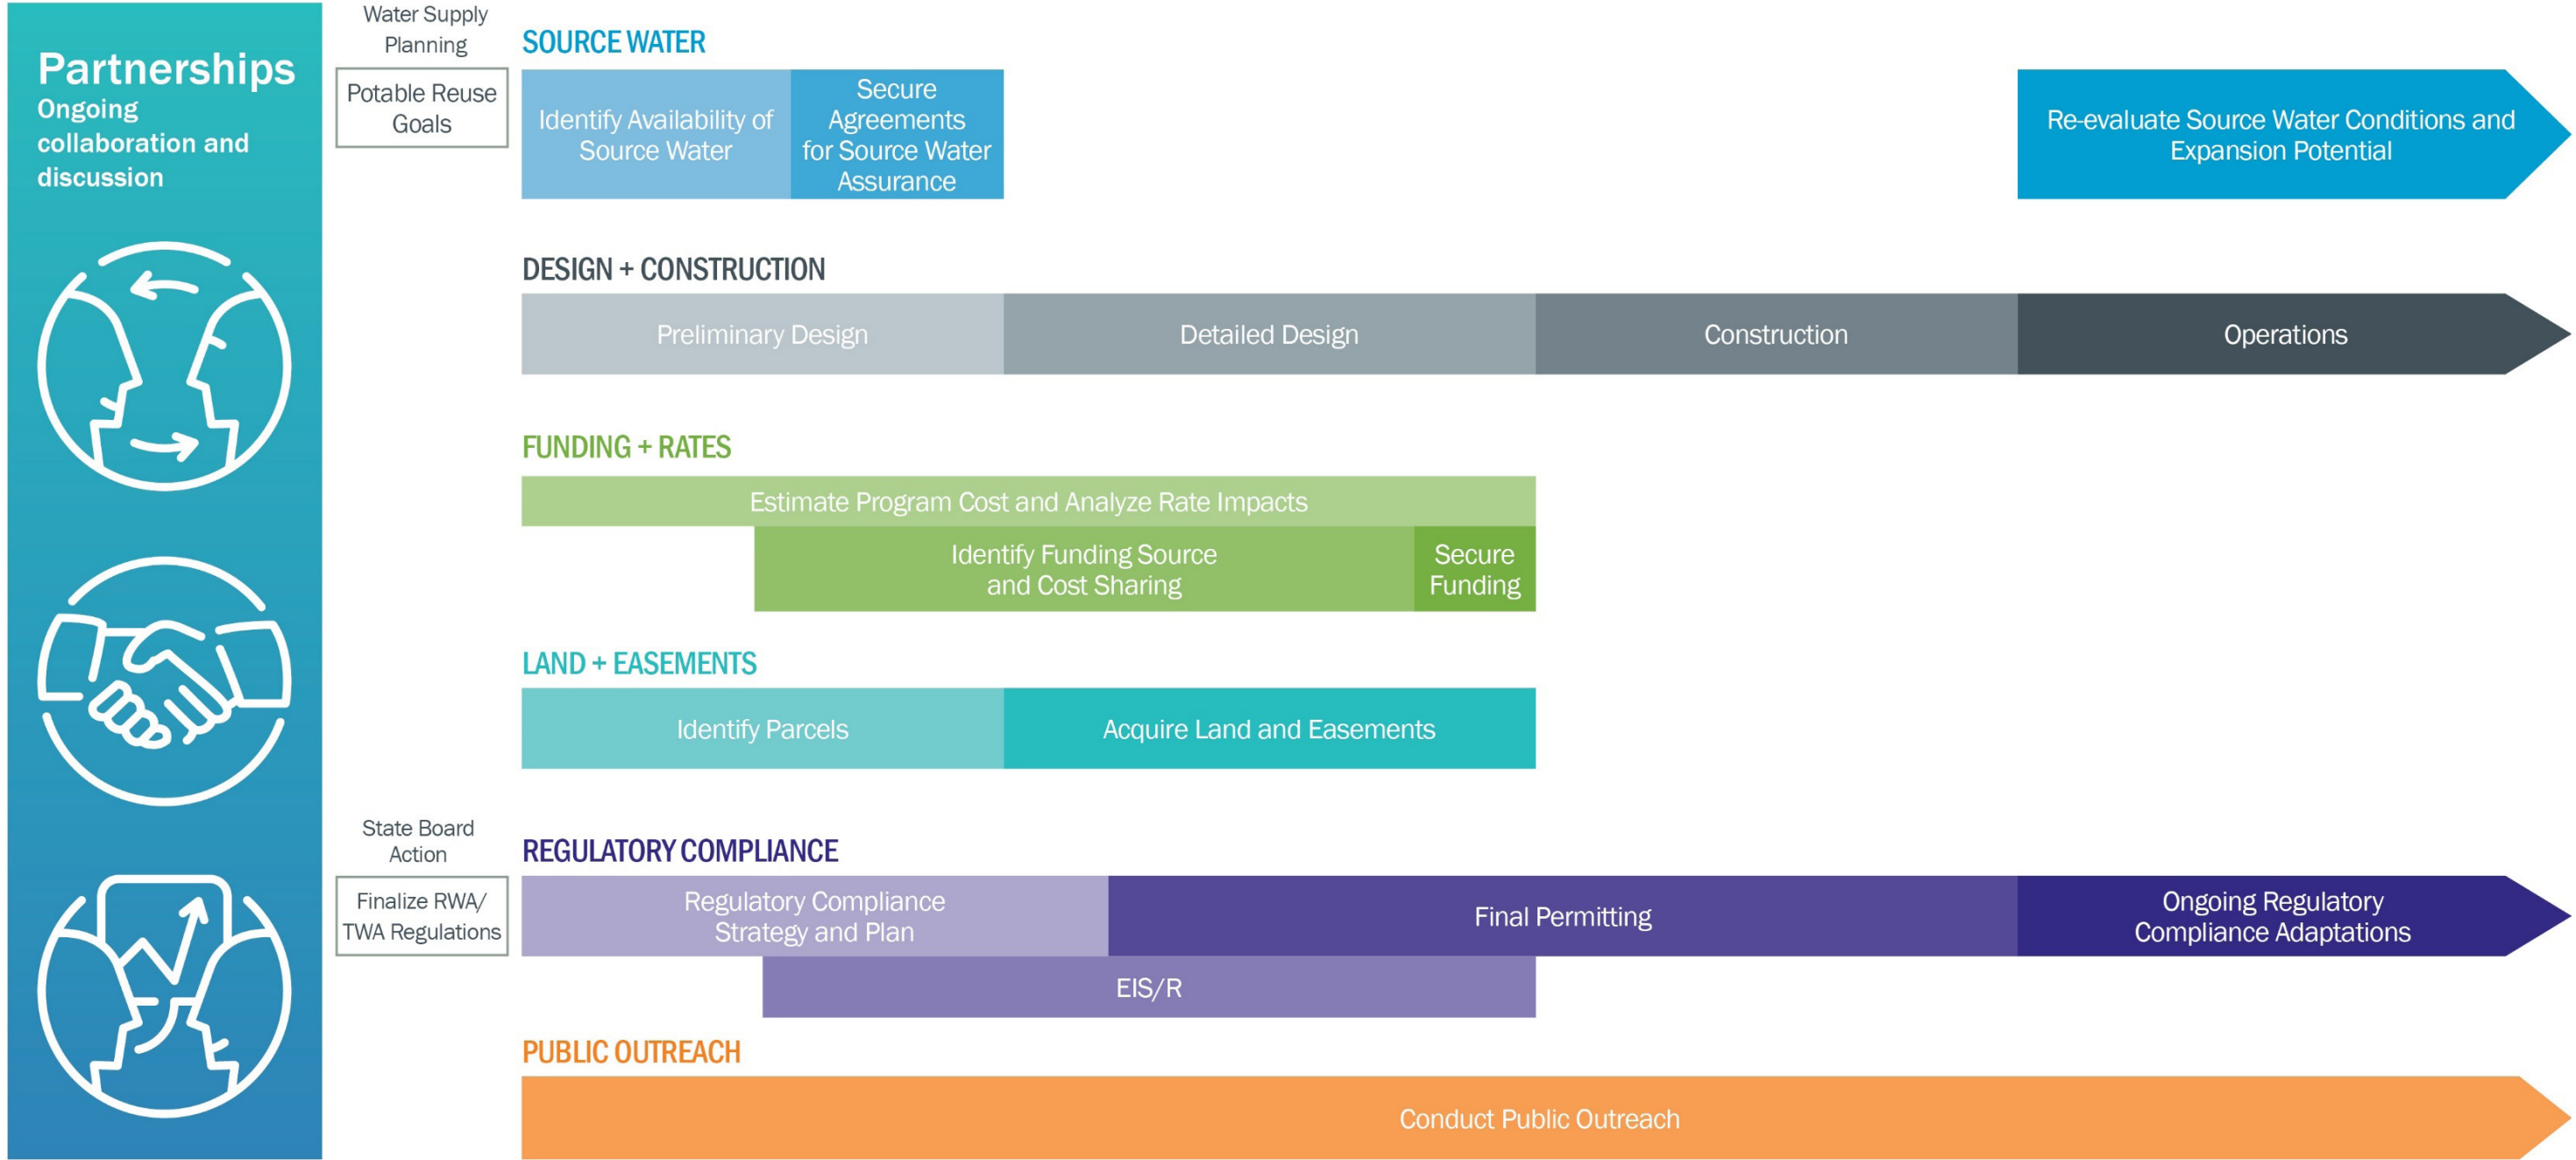 Partnerships
Ongoing
collaboration and
discussion
Water Supply
Planning
Potable Reuse
Goals
SOURCE WATER
Identify Availability of
Source Water
Secure
Agreements
for Source Water
Assurance
Re-evaluate Source Water Conditions and
Expansion Potential
DESIGN + CONSTRUCTION
Preliminary Design
Detailed Design
Construction
Operations
FUNDING + RATES
Estimate Program Cost and Analyze Rate Impacts
Identify Funding Source
and Cost Sharing
Secure
Funding
LAND + EASEMENTS
Identify Parcels
Acquire Land and Easements
State Board
Action
Finalize RWA/
TWA Regulations
REGULATORY COMPLIANCE
Regulatory Compliance
Strategy and Plan
Final Permitting
Ongoing Regulatory
Compliance Adaptations
EIS/R
PUBLIC OUTREACH
Conduct Public Outreach